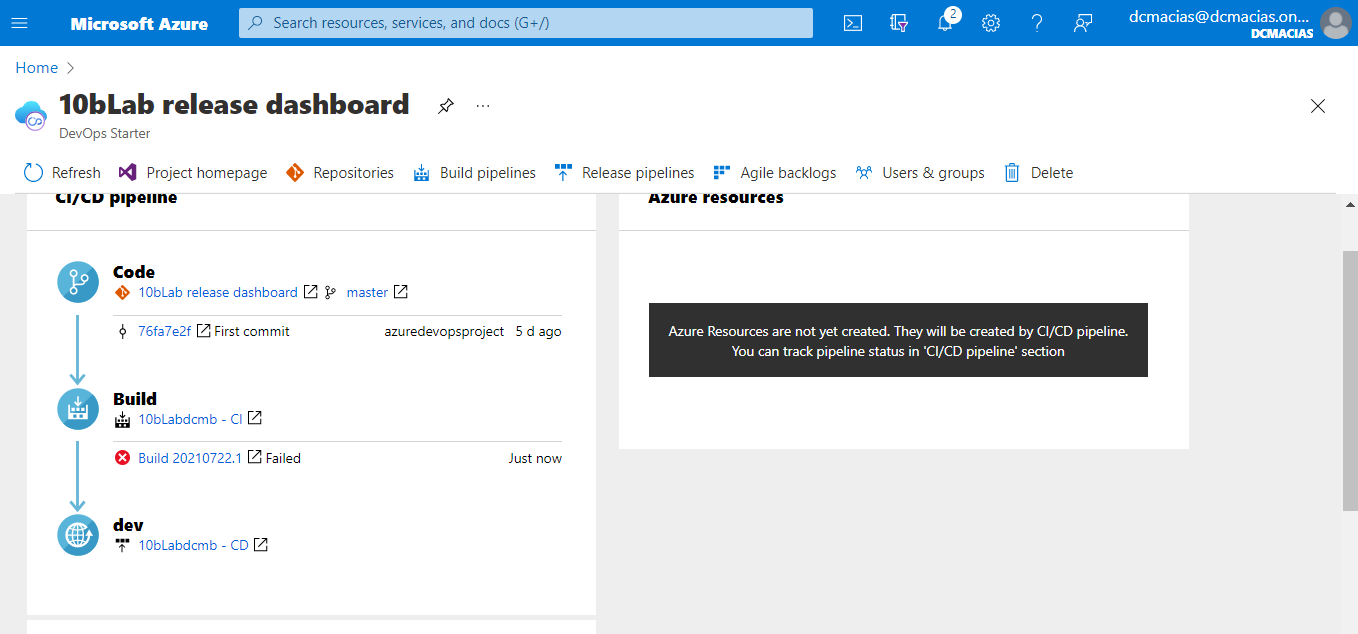 Microsoft Azure
Search resources, services, and docs (G+/)
2
dcmacias@dcmacias.on...
DCMACIAS
Home
10bLab release dashboard
DevOps Starter
Refresh
Project homepage
Repositories
Build pipelines
Release pipelines
Agile backlogs
Users & groups
Delete
CI/CD pipeline
Code
10bLab release dashboard
master
76fa7e2f First commit azuredevopsproject 5 d ago
Build
10bLabdcmb - CI
Build 20210722.1 Failed Just now
dev
10bLabdcmb - CD
Azure resources
Azure Resources are not yet created. They will be created by CI/CD pipeline.
You can track pipeline status in 'CI/CD pipeline' section